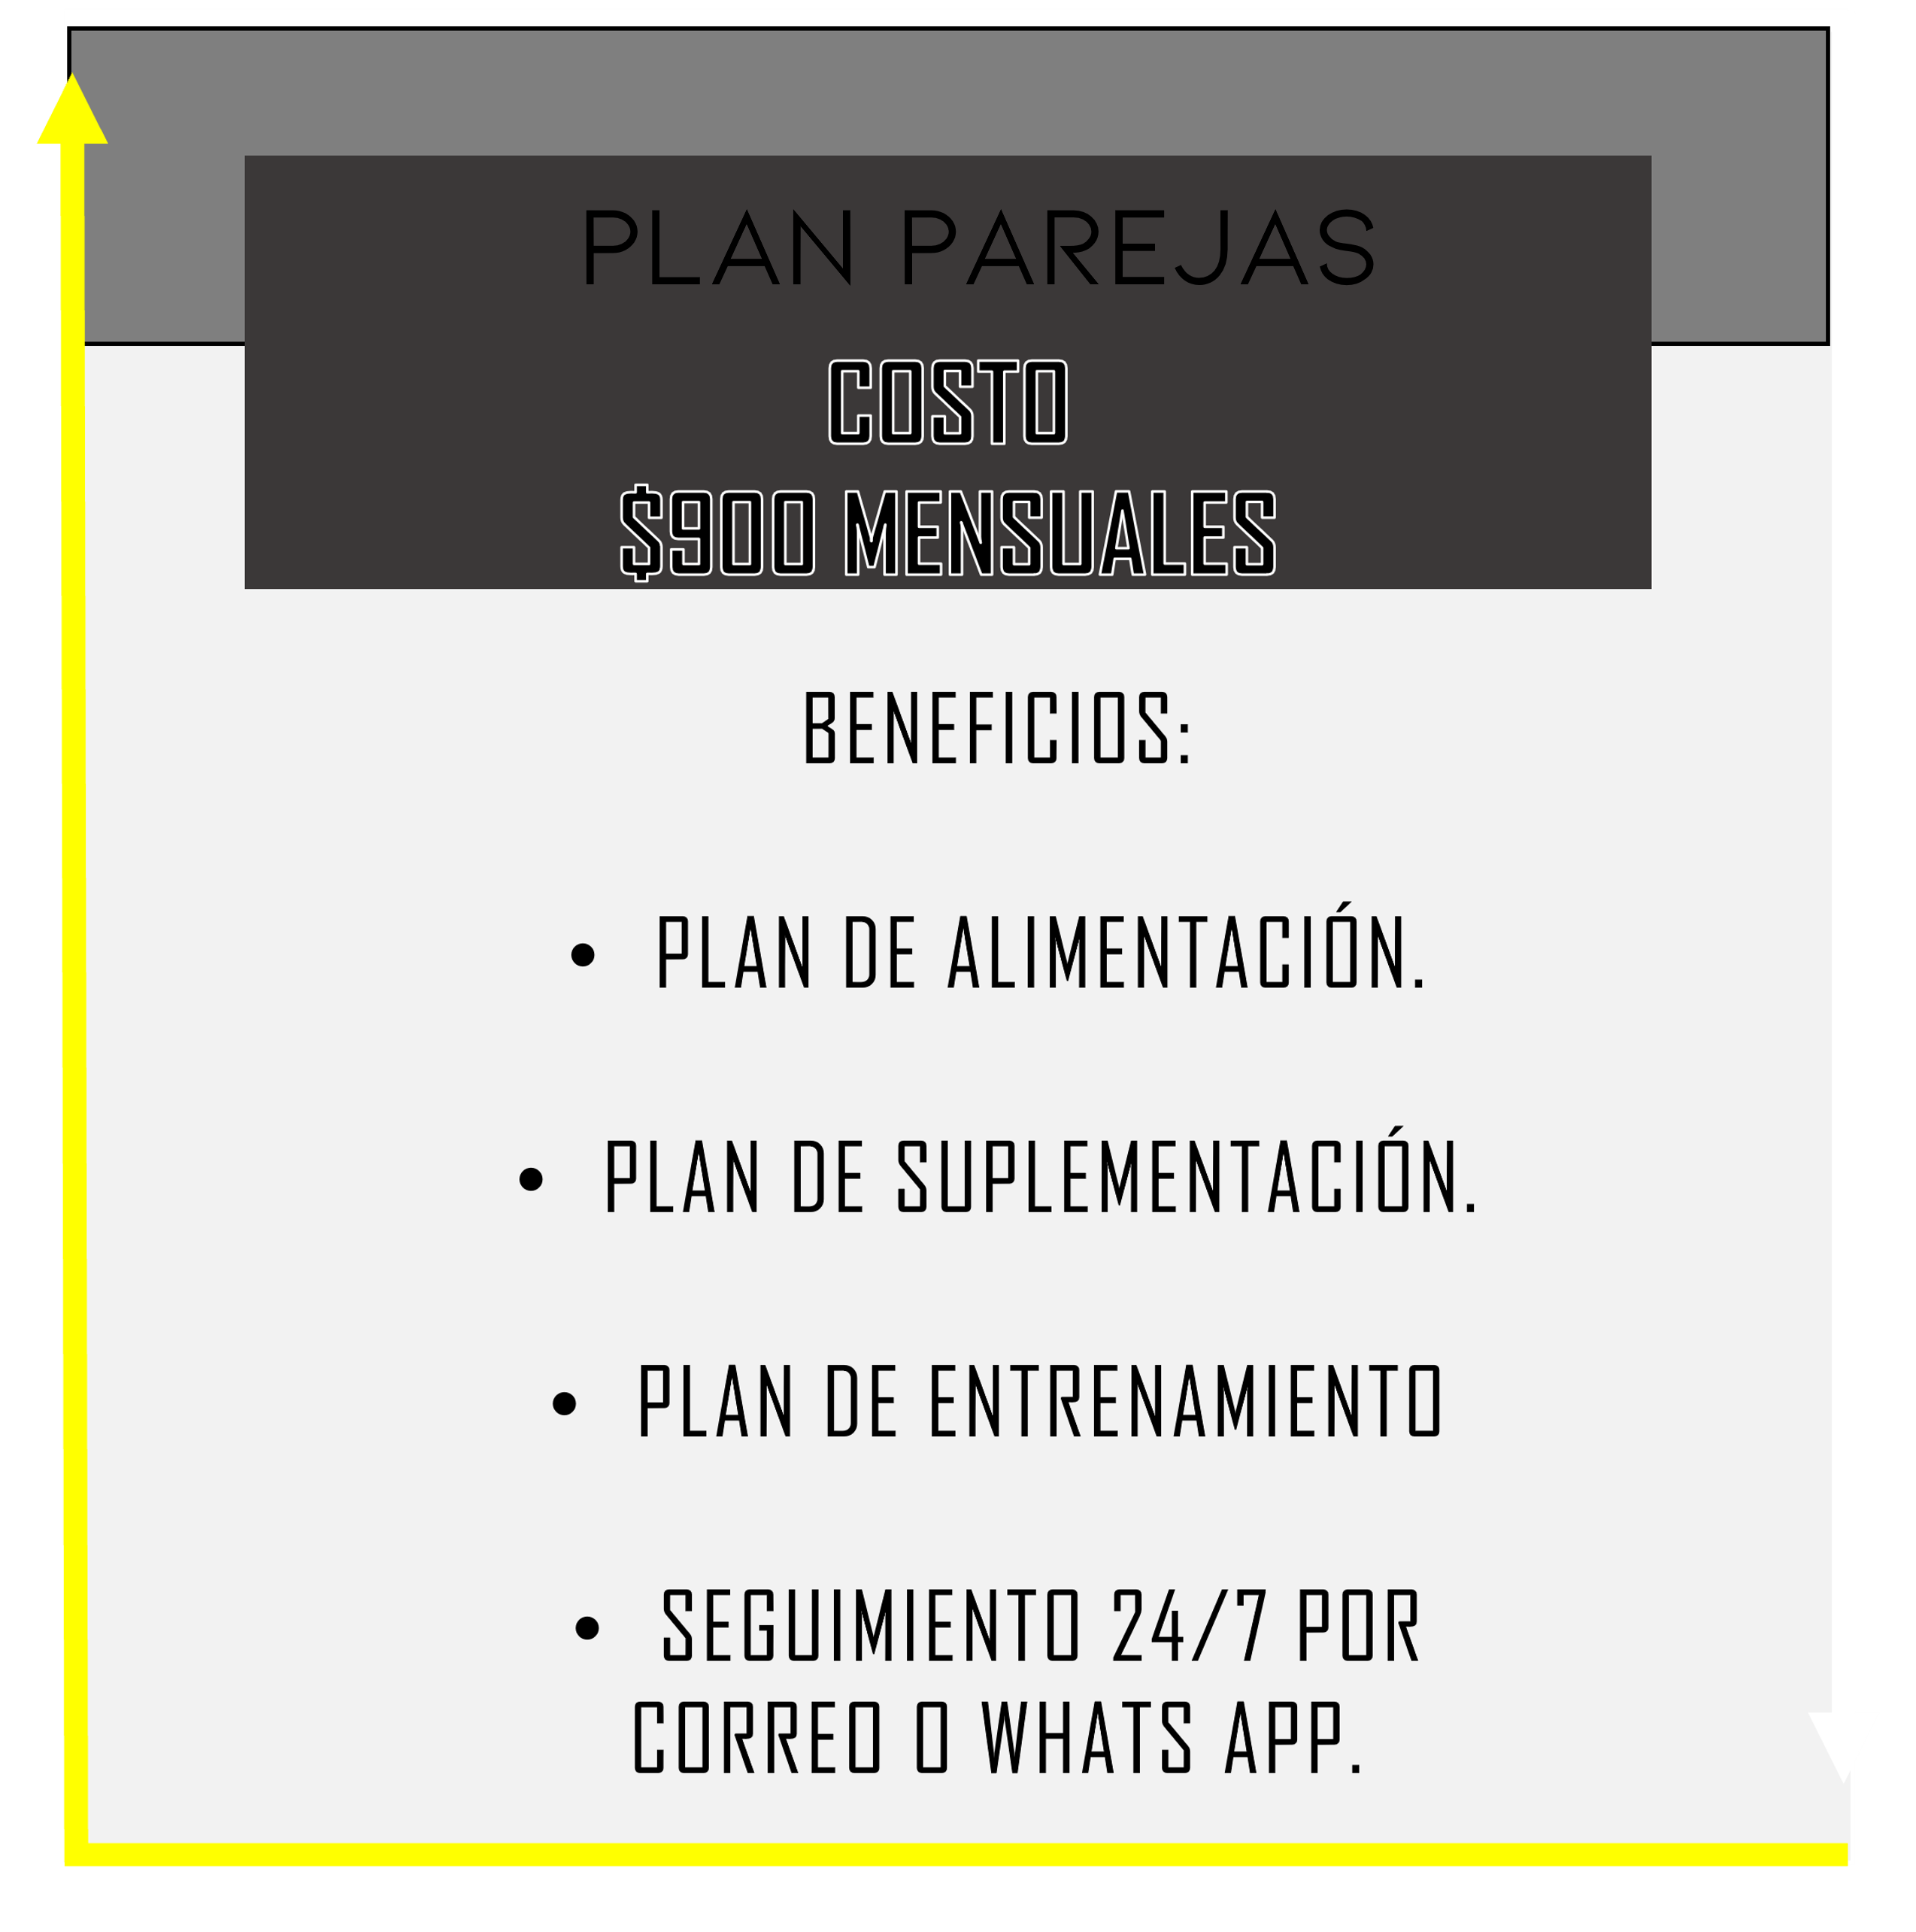 PLAN PAREJAS
COSTO
$900 MENSUALES
BENEFICIOS:
• PLAN DE ALIMENTACIÓN.
• PLAN DE SUPLEMENTACIÓN.
• PLAN DE ENTRENAMIENTO
• SEGUIMIENTO 24/7 POR
CORREO O WHATS APP.